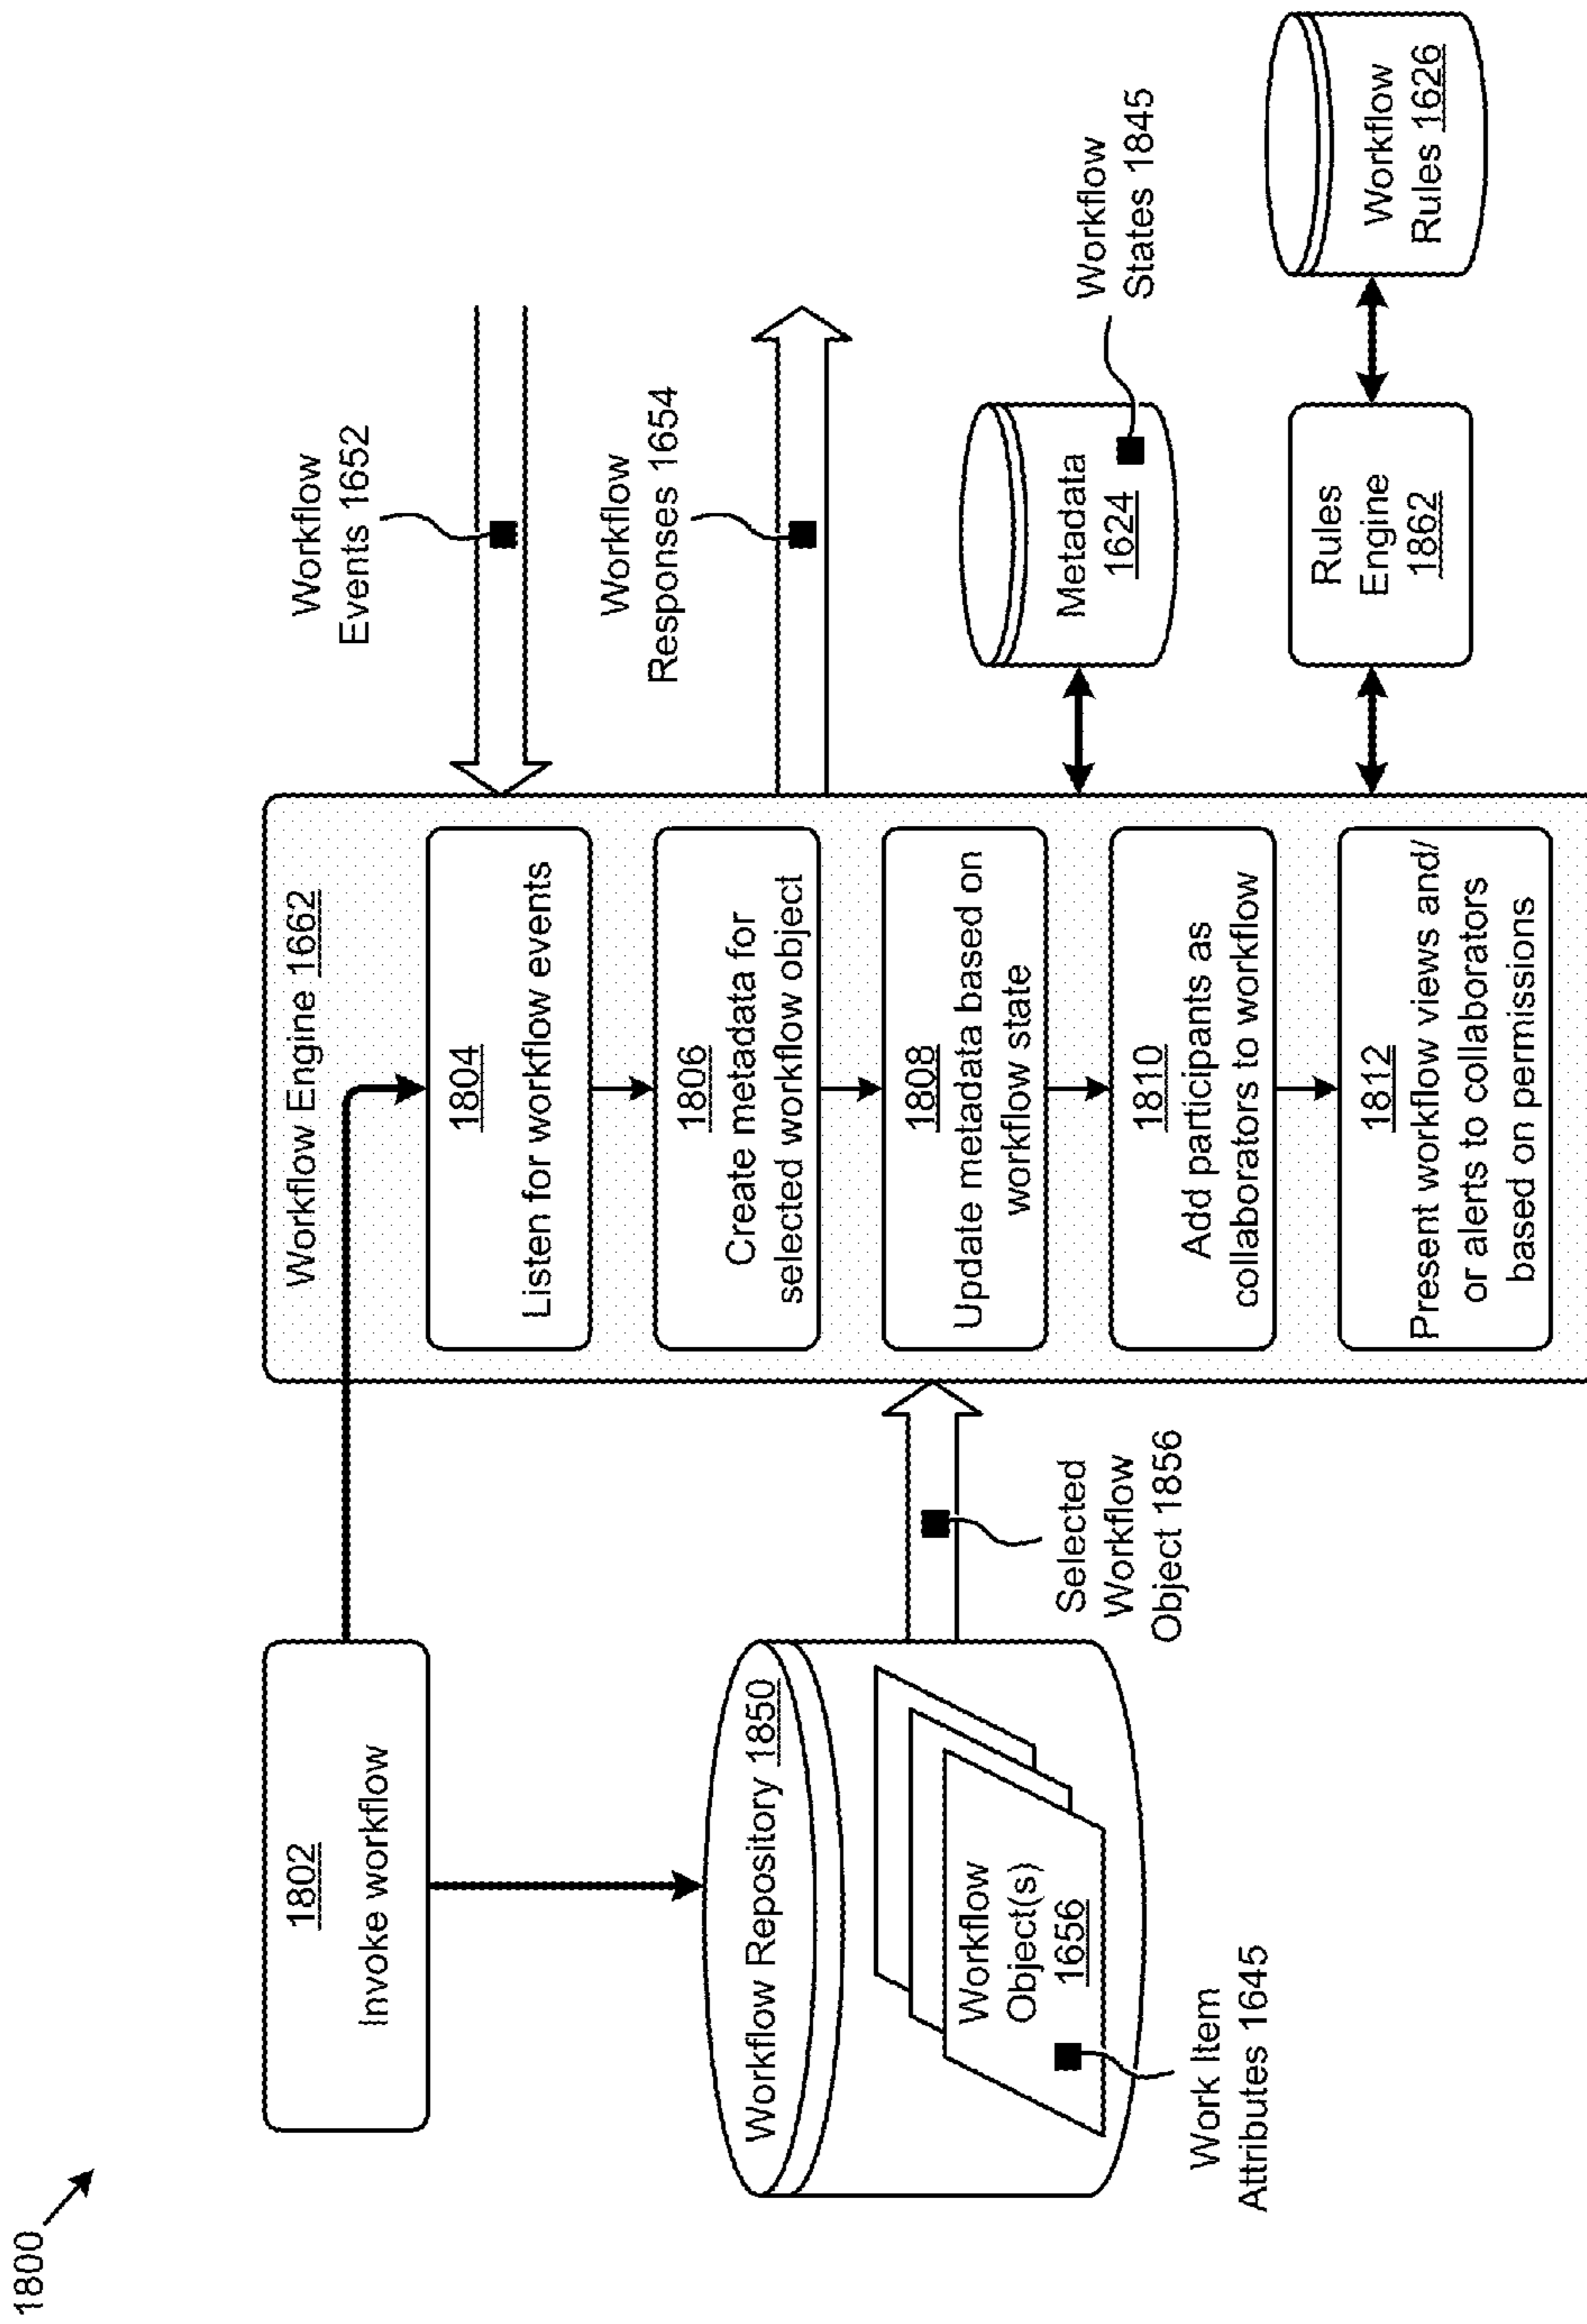 1800
1802
Invoke workflow
Workflow Repository 1850
Workflow
Object(s)
1656
Work Item
Attributes 1645
Selected
Workflow
Object 1856
Workflow Engine 1662
1804
Listen for workflow events
1806
Create metadata for
selected workflow object
1808
Update metadata based on
workflow state
1810
Add participants as
collaborators to workflow
1812
Present workflow views and/
or alerts to collaborators
based on permissions
Workflow
Events 1652
Workflow
Responses 1654
Metadata
1624
Workflow
States 1845
Rules
Engine
1862
Workflow
Rules 1626